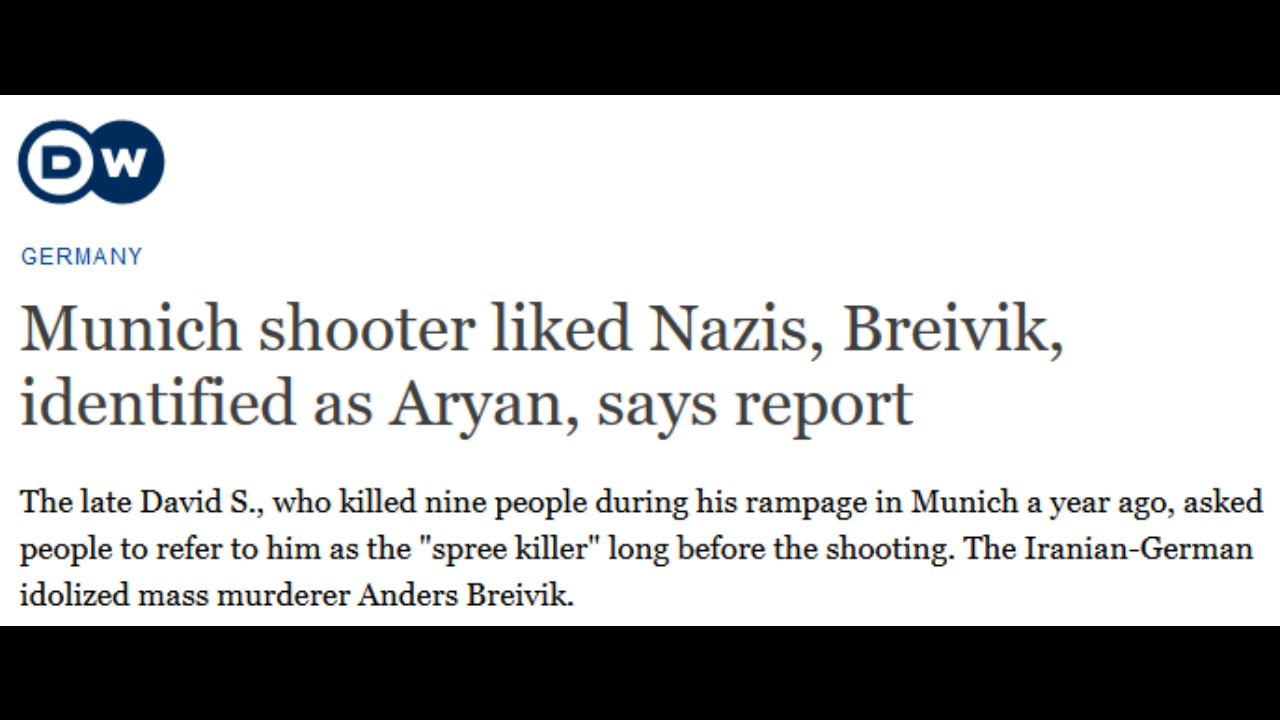 DW
GERMANY
Munich shooter liked Nazis, Breivik,
identified as Aryan, says report
The late David S., who killed nine people during his rampage in Munich a year ago, asked
people to refer to him as the "spree killer" long before the shooting. The Iranian-German
idolized mass murderer Anders Breivik.